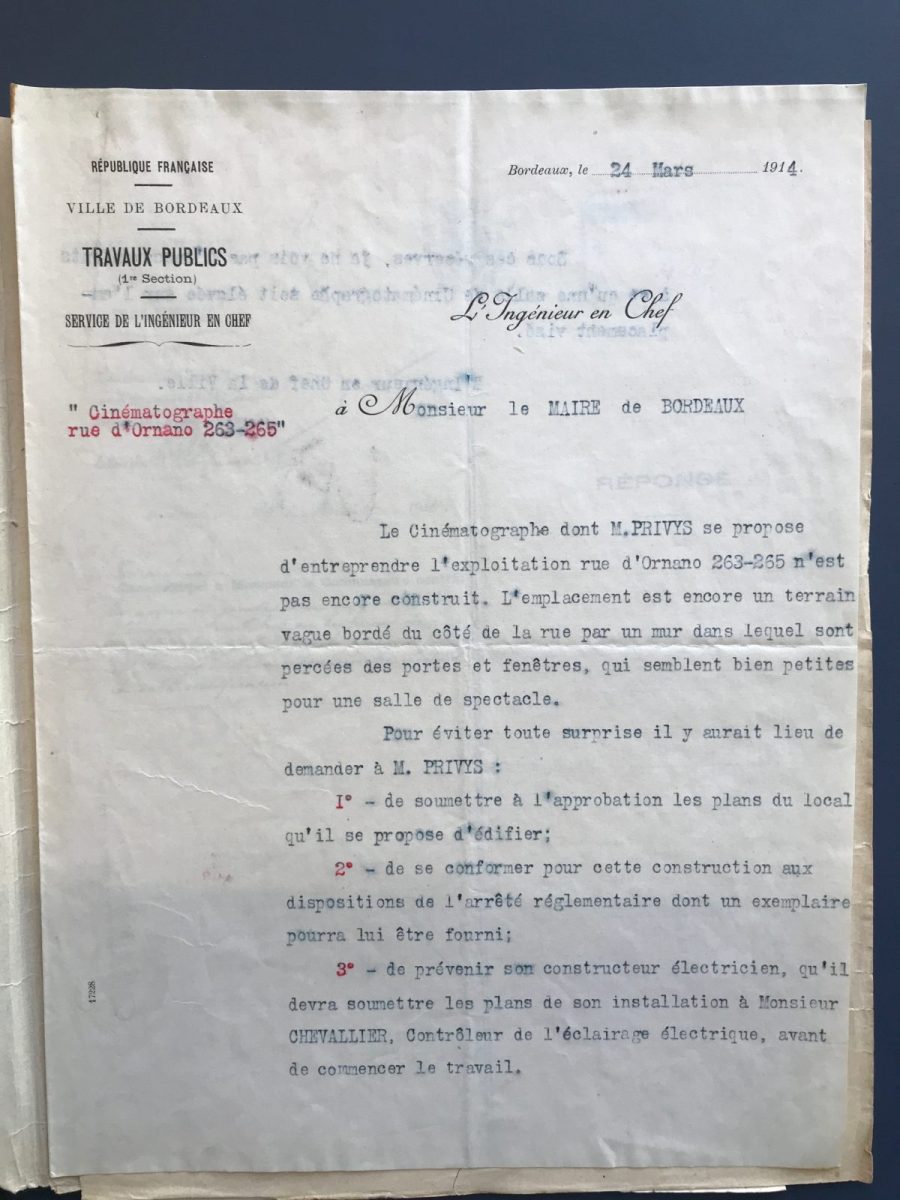 RÉPUBLIQUE FRANÇAISE
VILLE DE BORDEAUX
TRAVAUX PUBLICS
(1re Section)
SERVICE DE L'INGÉNIEUR EN CHEF
" Cinématographe
rue d'Ornano 263-265"
Bordeaux, le 24 Mars 1914.
L'Ingénieur en Chef
à Monsieur le MAIRE de BORDEAUX
Le Cinématographe dont M.PRIVYS se propose
d'entreprendre l'exploitation rue d'Ornano 263-265 n'est
pas encore construit. L'emplacement est encore un terrain
vague bordé du côté de la rue par un mur dans lequel sont
percées des portes et fenêtres, qui semblent bien petites
pour une salle de spectacle.
Pour éviter toute surprise il y aurait lieu de
demander à M. PRIVYS :
I° - de soumettre à l'approbation les plans du local
qu'il se propose d'édifier;
2° - de se conformer pour cette construction aux
dispositions de l'arrêté réglementaire dont un exemplaire
pourra lui être fourni;
3° - de prévenir son constructeur électricien, qu'il
devra soumettre les plans de son installation à Monsieur
CHEVALLIER, Contrôleur de l'éclairage électrique, avant
de commencer le travail.
17228